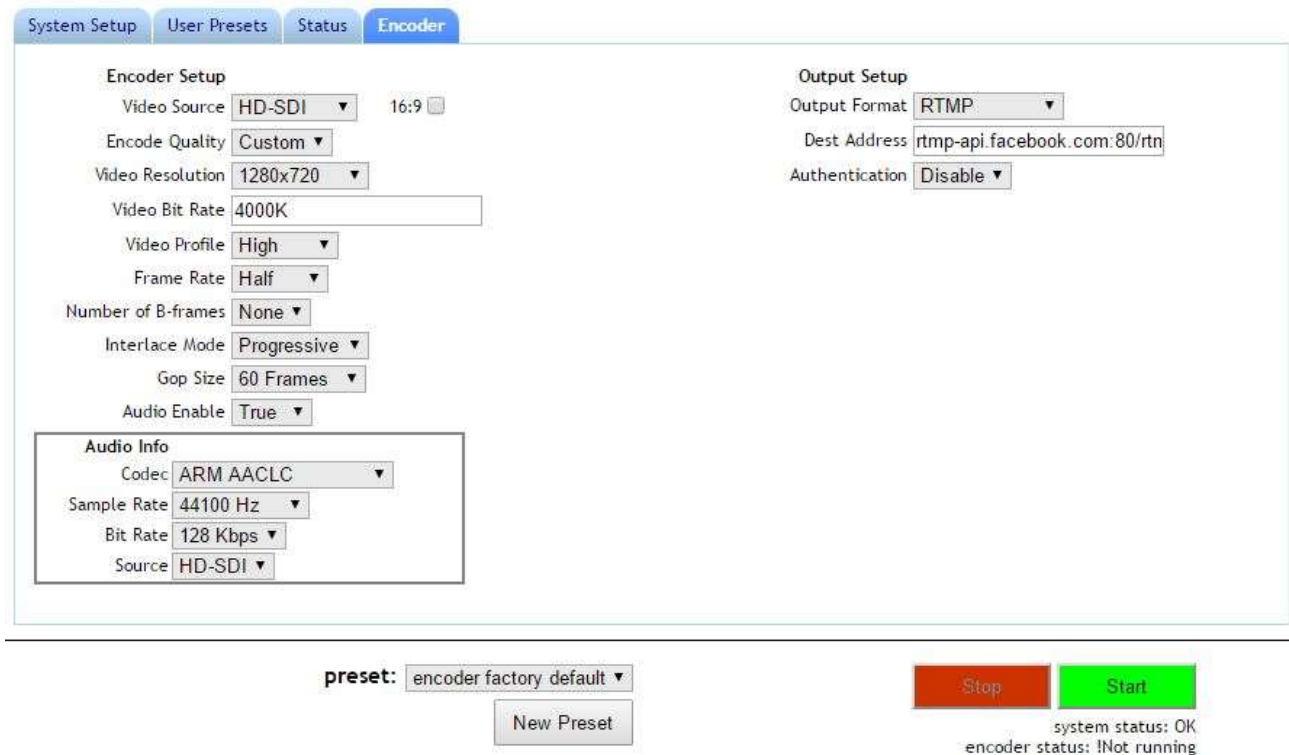 System Setup User Presets Status Encoder
Encoder Setup
Video Source HD-SDI 16:9
Encode Quality Custom
Video Resolution 1280x720
Video Bit Rate 4000K
Video Profile High
Frame Rate Half
Number of B-frames None
Interlace Mode Progressive
Gop Size 60 Frames
Audio Enable True
Audio Info
Codec ARM AACLC
Sample Rate 44100 Hz
Bit Rate 128 Kbps
Source HD-SDI
Output Setup
Output Format RTMP
Dest Address rtmp-api.facebook.com:80/rtn
Authentication Disable
preset: encoder factory default
New Preset
Stop Start
system status: OK
encoder status: !Not running